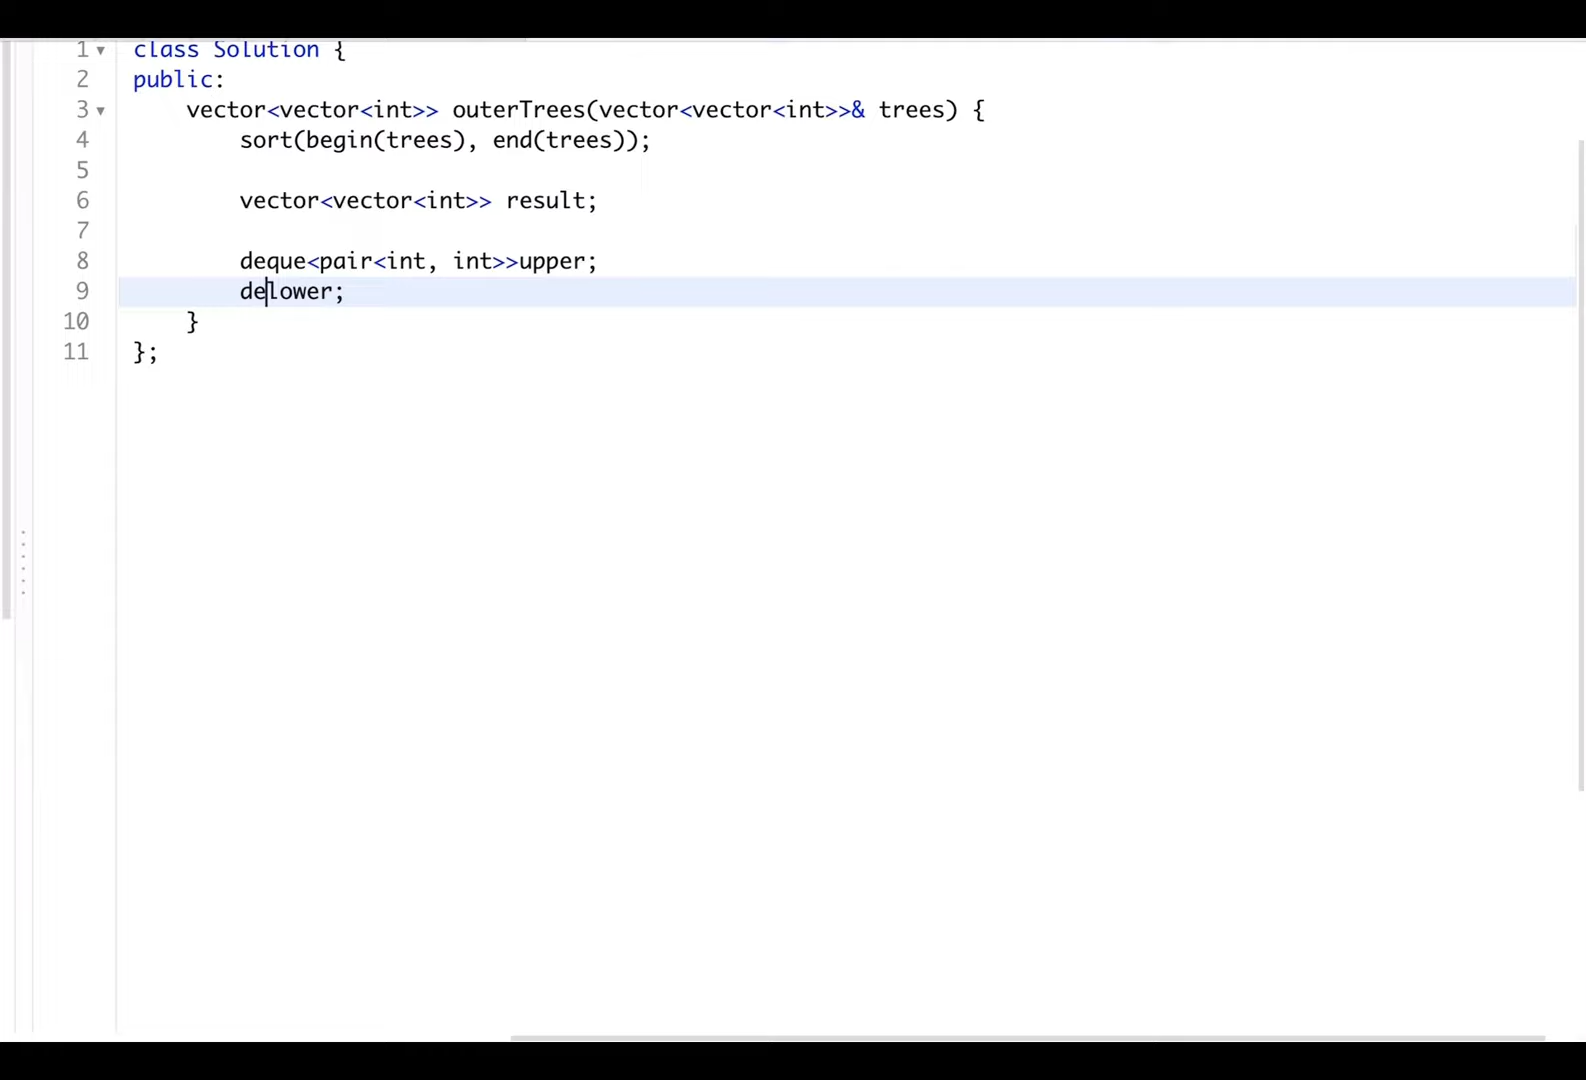 1 class Solution {
2 public:
3 vector<vector<int>> outerTrees(vector<vector<int>>& trees) {
4 sort(begin(trees), end(trees));
5
6 vector<vector<int>> result;
7
8 deque<pair<int, int>>upper;
9 delower;
10 }
11 };